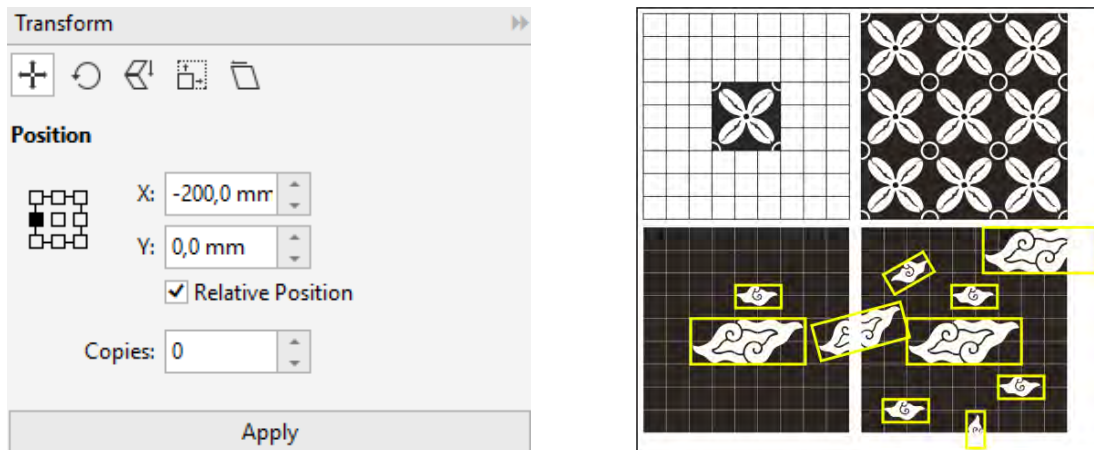 Transform
Position
X: -200,0 mm
Y: 0,0 mm
Relative Position
Copies: 0
Apply